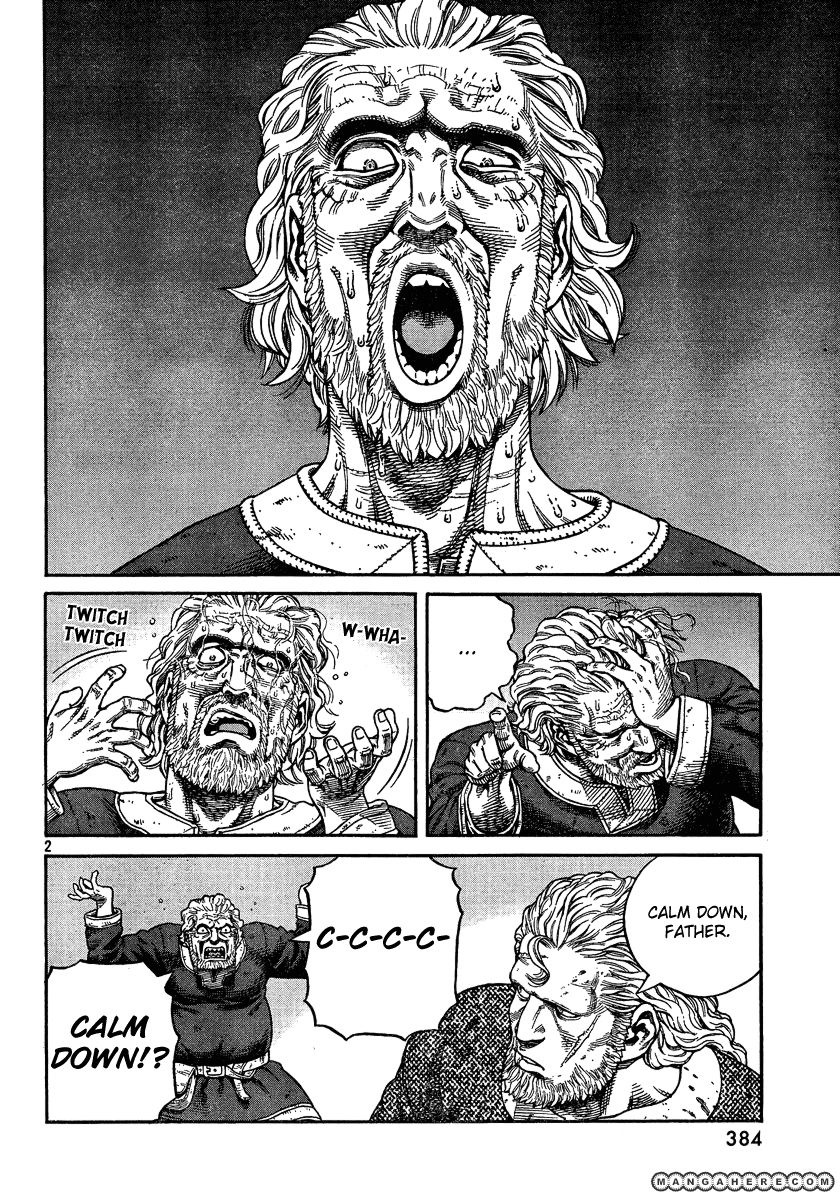 W-WHA-
TWITCH
TWITCH
...
2
CALM DOWN,
FATHER.
C-C-C-C-
CALM
DOWN!?
384
MANGAHERE.COM